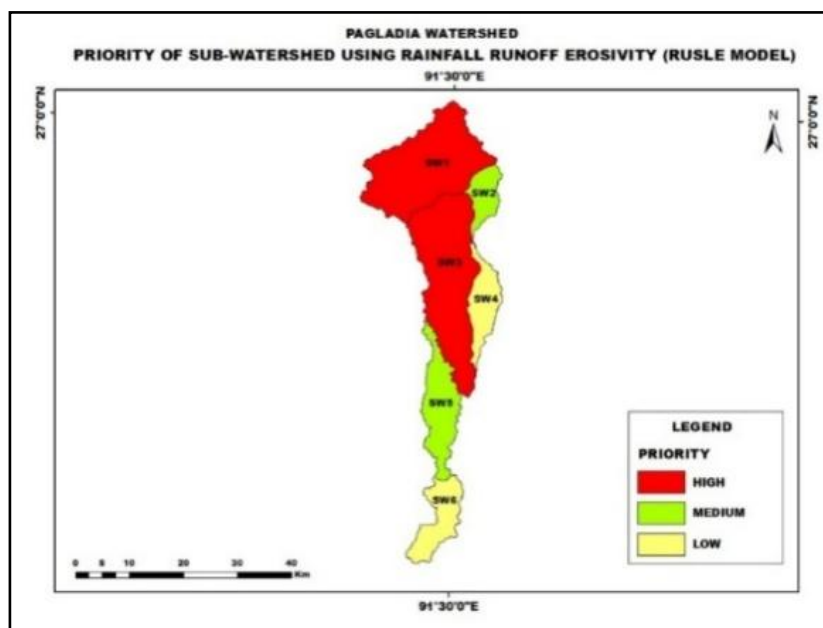 PAGLADIA WATERSHED
PRIORITY OF SUB-WATERSHED USING RAINFALL RUNOFF EROSIVITY (RUSLE MODEL)
91°30'0"E
27°0'0"N
27°0'0"N
N
SW1
SW2
SW3
SW4
SW5
SW6
LEGEND
PRIORITY
HIGH
MEDIUM
LOW
0 5 10 20 30 40
Km
91°30'0"E